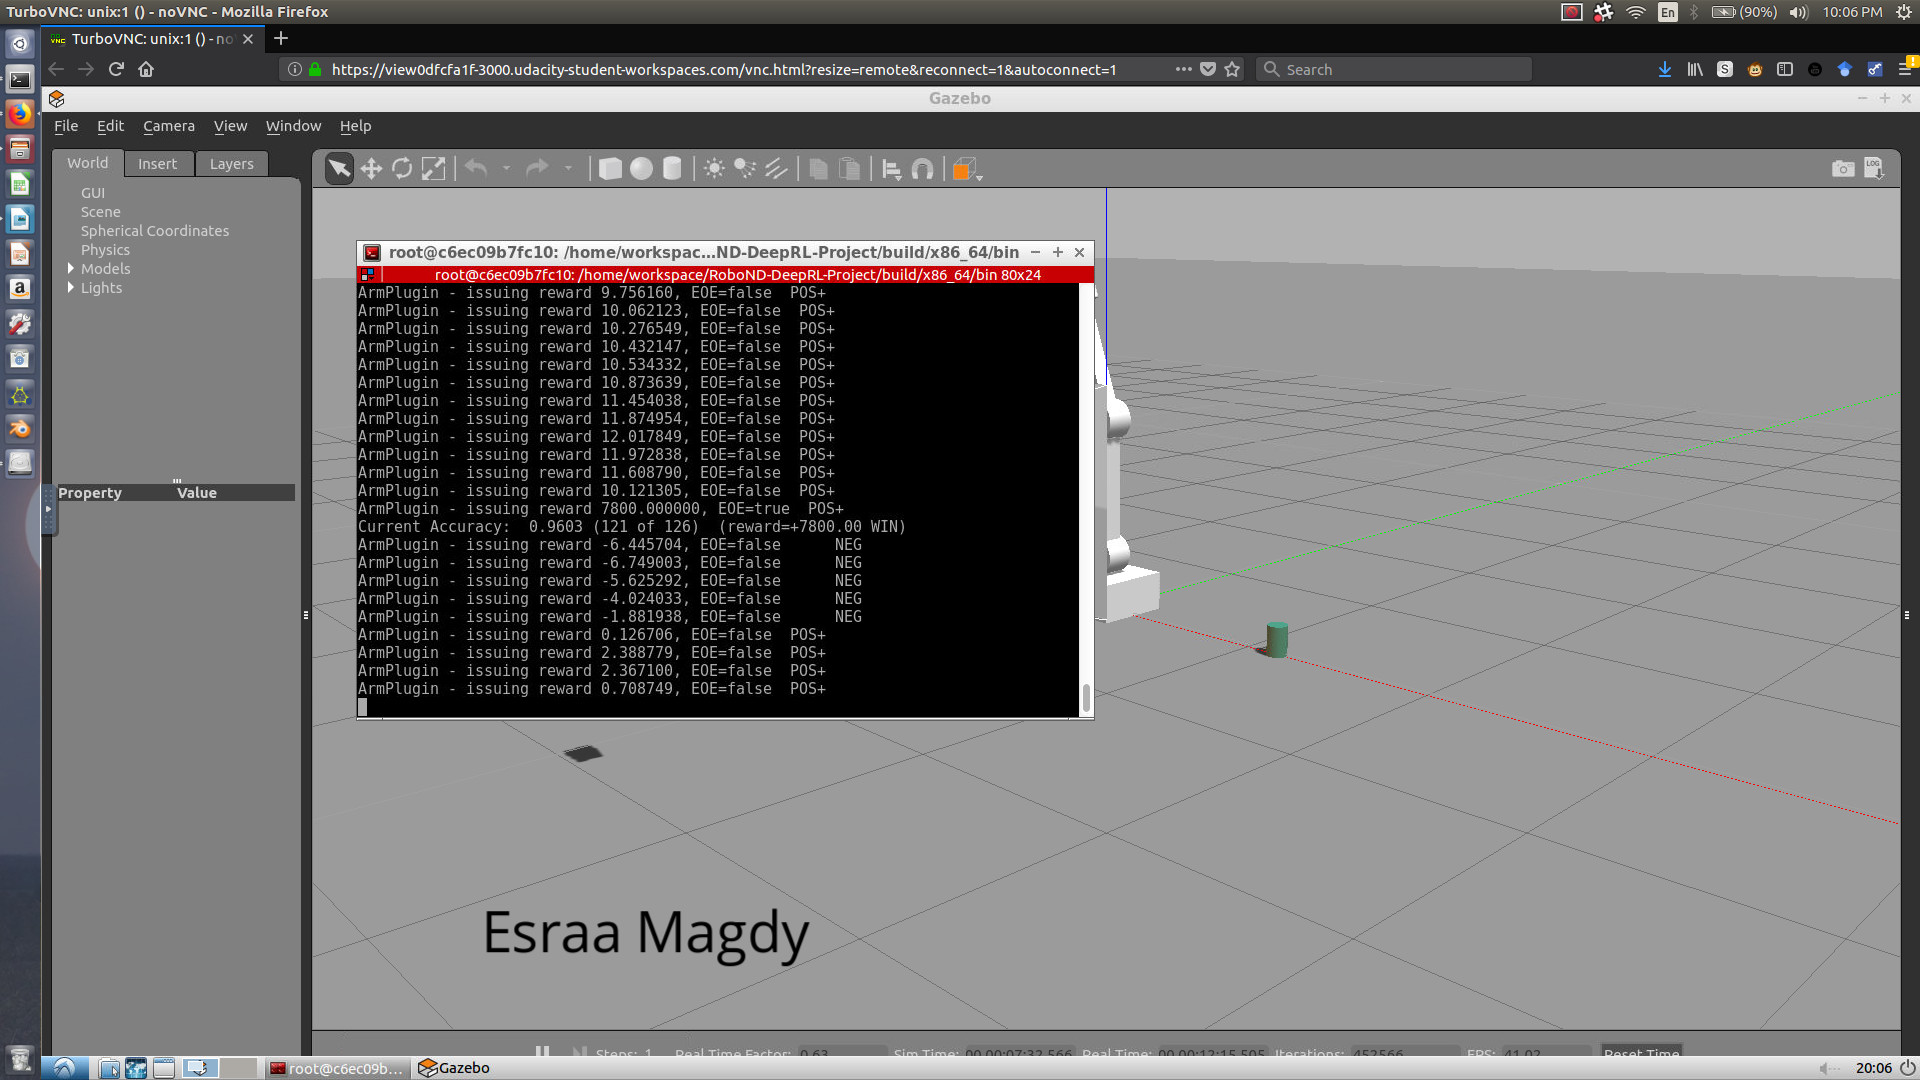 TurboVNC: unix:1 () - noVNC - Mozilla Firefox
En
(90%)
10:06 PM
TurboVNC: unix:1 () - no
https://view0dfcfa1f-3000.udacity-student-workspaces.com/vnc.html?resize=remote&reconnect=1&autoconnect=1
Search
Gazebo
File Edit Camera View Window Help
World Insert Layers
LOG
GUI
Scene
Spherical Coordinates
Physics
Models
Lights
Property Value
root@c6ec09b7fc10: /home/workspac...ND-DeepRL-Project/build/x86_64/bin
root@c6ec09b7fc10: /home/workspace/RoboND-DeepRL-Project/build/x86_64/bin 80x24
ArmPlugin - issuing reward 9.756160, EOE=false POS+
ArmPlugin - issuing reward 10.062123, EOE=false POS+
ArmPlugin - issuing reward 10.276549, EOE=false POS+
ArmPlugin - issuing reward 10.432147, EOE=false POS+
ArmPlugin - issuing reward 10.534332, EOE=false POS+
ArmPlugin - issuing reward 10.873639, EOE=false POS+
ArmPlugin - issuing reward 11.454038, EOE=false POS+
ArmPlugin - issuing reward 11.874954, EOE=false POS+
ArmPlugin - issuing reward 12.017849, EOE=false POS+
ArmPlugin - issuing reward 11.972838, EOE=false POS+
ArmPlugin - issuing reward 11.608790, EOE=false POS+
ArmPlugin - issuing reward 10.121305, EOE=false POS+
ArmPlugin - issuing reward 7800.000000, EOE=true POS+
Current Accuracy: 0.9603 (121 of 126) (reward=+7800.00 WIN)
ArmPlugin - issuing reward -6.445704, EOE=false NEG
ArmPlugin - issuing reward -6.749003, EOE=false NEG
ArmPlugin - issuing reward -5.625292, EOE=false NEG
ArmPlugin - issuing reward -4.024033, EOE=false NEG
ArmPlugin - issuing reward -1.881938, EOE=false NEG
ArmPlugin - issuing reward 0.126706, EOE=false POS+
ArmPlugin - issuing reward 2.388779, EOE=false POS+
ArmPlugin - issuing reward 2.367100, EOE=false POS+
ArmPlugin - issuing reward 0.708749, EOE=false POS+
Esraa Magdy
Steps: 1 Real Time Factor: 0.63 Sim Time: 00 00:07:32.566 Real Time: 00 00:12:15.505 Iterations: 452566 FPS: 41.02 Reset Time
root@c6ec09b...
Gazebo
20:06